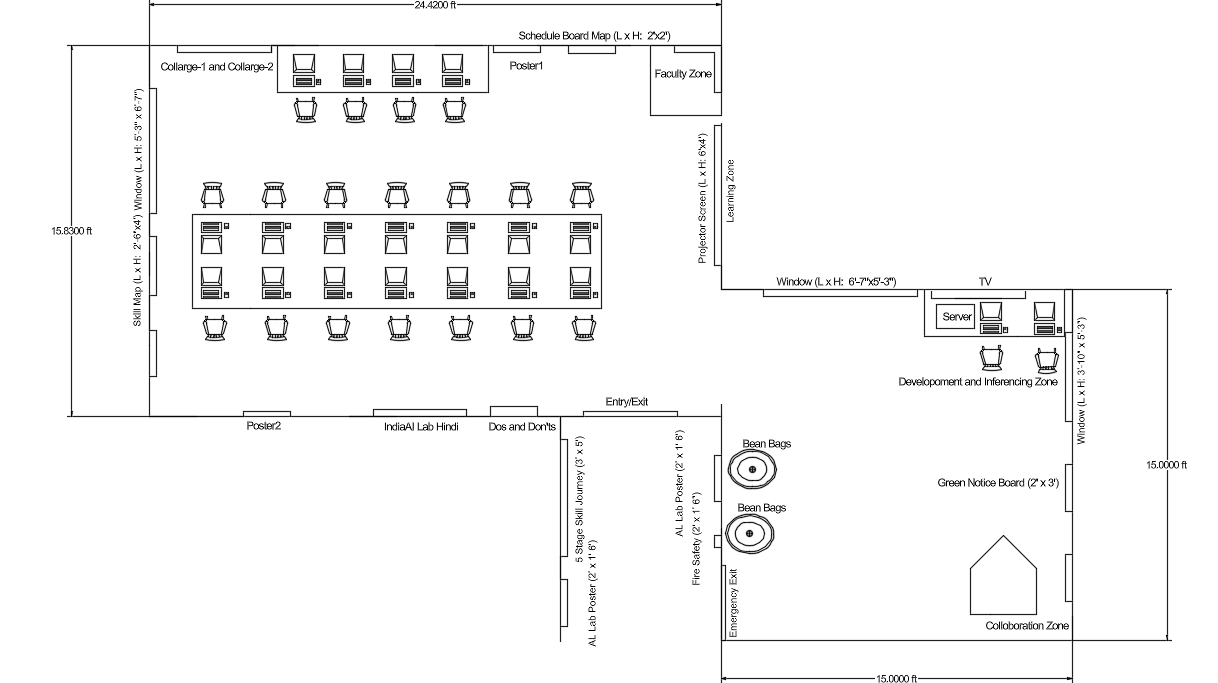 24.4200 ft
Schedule Board Map (L x H: 2'x2')
Collarge-1 and Collarge-2
Poster1
Faculty Zone
Window (L x H: 5'-3" x 6'-7")
Projector Screen (L x H: 6'x4')
Learning Zone
15.8300 ft
Skill Map (L x H: 2'-6"x4')
Window (L x H: 6'-7"x5'-3")
TV
Server
Window (L x H: 3'-10" x 5'-3")
Developoment and Inferencing Zone
Entry/Exit
Poster2
IndiaAI Lab Hindi
Dos and Don'ts
5 Stage Skill Journey (3' x 5')
AL Lab Poster (2' x 1' 6')
AL Lab Poster (2' x 1' 6')
Fire Safety (2' x 1' 6")
Bean Bags
Bean Bags
Green Notice Board (2" x 3')
15.0000 ft
Emergency Exit
Colloboration Zone
15.0000 ft